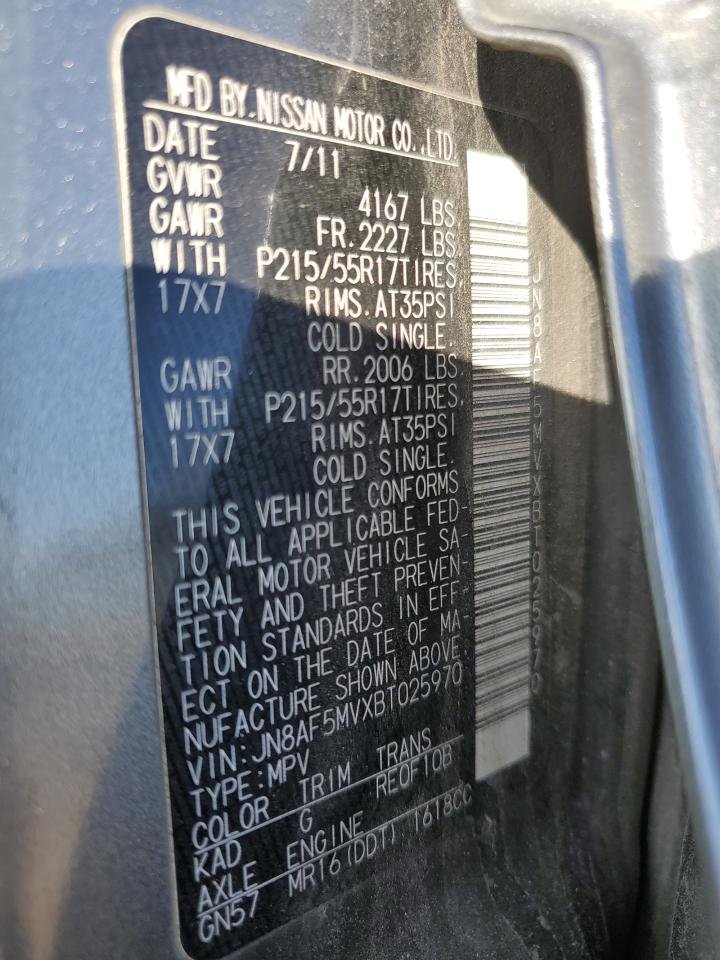 MFD BY. NISSAN MOTOR CO.,LTD.
DATE 7/11
GVWR 4167 LBS
GAWR FR. 2227 LBS
WITH P215/55R17TIRES,
17X7 RIMS. AT35PSI
COLD SINGLE.
GAWR RR. 2006 LBS
WITH P215/55R17TIRES,
17X7 RIMS. AT35PSI
COLD SINGLE.
THIS VEHICLE CONFORMS
TO ALL APPLICABLE FED-
ERAL MOTOR VEHICLE SA-
FETY AND THEFT PREVEN-
TION STANDARDS IN EFF-
ECT ON THE DATE OF MA-
NUFACTURE SHOWN ABOVE.
VIN:JN8AF5MVXBT025970
TYPE:MPV
COLOR TRIM TRANS
KAD G RE0F10B
AXLE ENGINE
GN57 MR16(DDT) 1618CC
JN8AF5MVXBT025970